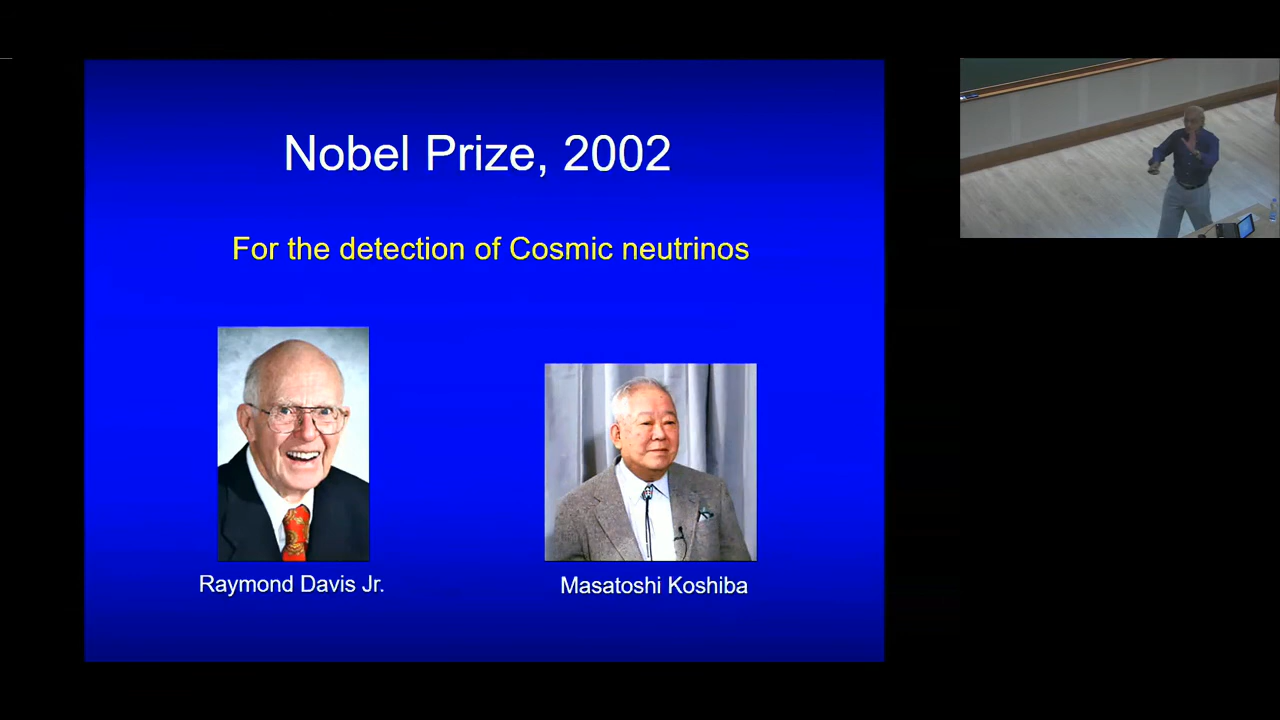 Nobel Prize, 2002
For the detection of Cosmic neutrinos
Raymond Davis Jr.
Masatoshi Koshiba